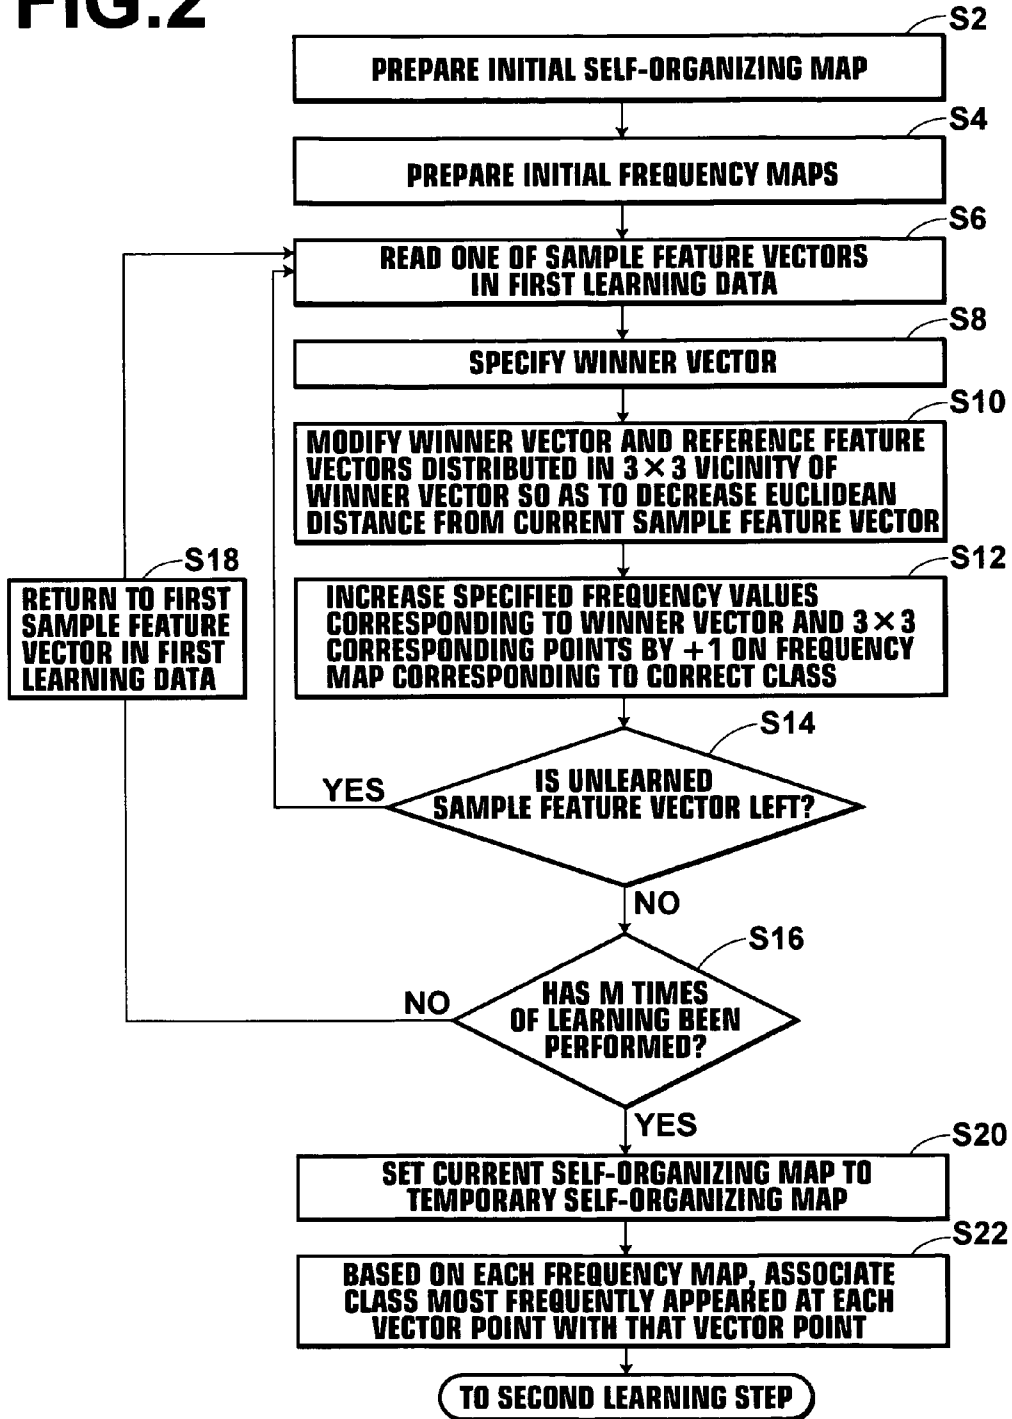 FIG.2
S2
PREPARE INITIAL SELF-ORGANIZING MAP
S4
PREPARE INITIAL FREQUENCY MAPS
S6
READ ONE OF SAMPLE FEATURE VECTORS
IN FIRST LEARNING DATA
S8
SPECIFY WINNER VECTOR
S10
MODIFY WINNER VECTOR AND REFERENCE FEATURE
VECTORS DISTRIBUTED IN 3×3 VICINITY OF
WINNER VECTOR SO AS TO DECREASE EUCLIDEAN
DISTANCE FROM CURRENT SAMPLE FEATURE VECTOR
S18
RETURN TO FIRST
SAMPLE FEATURE
VECTOR IN FIRST
LEARNING DATA
S12
INCREASE SPECIFIED FREQUENCY VALUES
CORRESPONDING TO WINNER VECTOR AND 3×3
CORRESPONDING POINTS BY +1 ON FREQUENCY
MAP CORRESPONDING TO CORRECT CLASS
S14
IS UNLEARNED
SAMPLE FEATURE VECTOR LEFT?
YES
NO
S16
HAS M TIMES
OF LEARNING BEEN
PERFORMED?
NO
YES
S20
SET CURRENT SELF-ORGANIZING MAP TO
TEMPORARY SELF-ORGANIZING MAP
S22
BASED ON EACH FREQUENCY MAP, ASSOCIATE
CLASS MOST FREQUENTLY APPEARED AT EACH
VECTOR POINT WITH THAT VECTOR POINT
TO SECOND LEARNING STEP